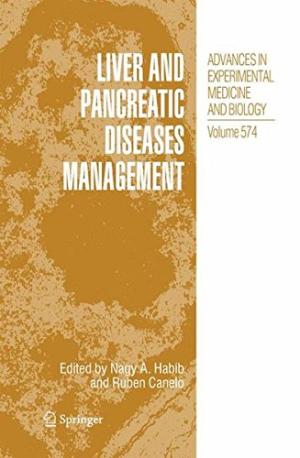 LIVER AND
PANCREATIC
DISEASES
MANAGEMENT
ADVANCES IN
EXPERIMENTAL
MEDICINE
AND BIOLOGY
Volume 574
Edited by Nagy A. Habib
and Ruben Canelo
Springer